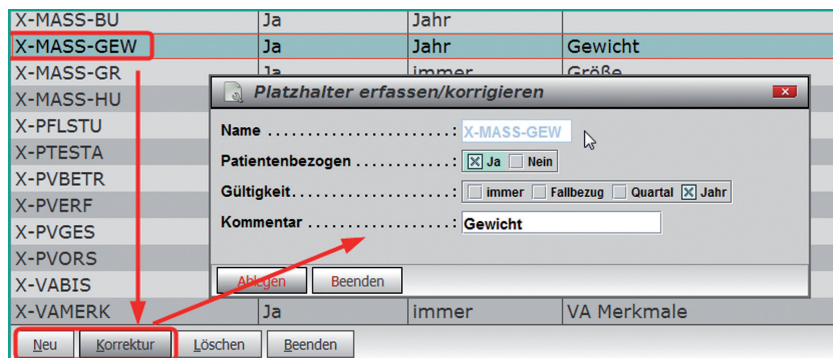 X-MASS-BU Ja Jahr
X-MASS-GEW Ja Jahr Gewicht
X-MASS-GR Ja immer Größe
X-MASS-HU
X-PFLSTU
X-PTESTA
X-PVBETR
X-PVERF
X-PVGES
X-PVORS
X-VABIS
X-VAMERK Ja immer VA Merkmale
Neu Korrektur Löschen Beenden
Platzhalter erfassen/korrigieren
Name ......................: X-MASS-GEW
Patientenbezogen ............: Ja Nein
Gültigkeit....................: immer Fallbezug Quartal Jahr
Kommentar ..................: Gewicht
Ablegen Beenden